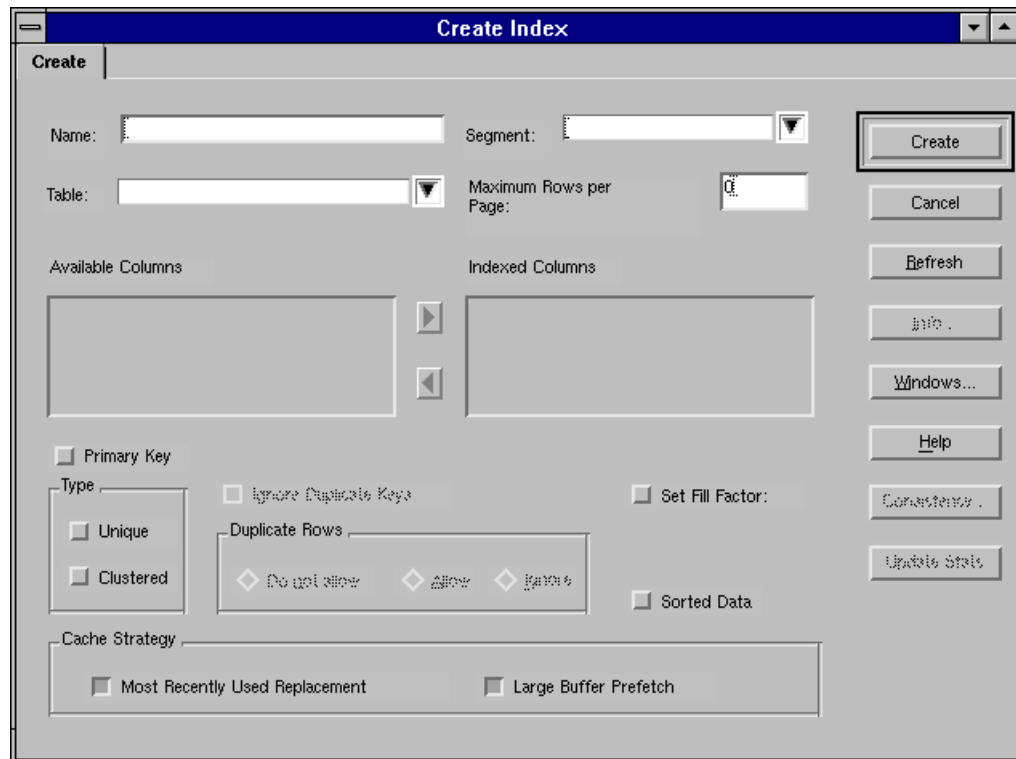 Create Index
Create
Name:
Segment:
Create
Table:
Maximum Rows per
Page:
0
Cancel
Available Columns
Indexed Columns
Refresh
Info .
Windows...
Help
Primary Key
Type
Ignore Duplicate Keys
Set Fill Factor:
Consistency .
Unique
Duplicate Rows
Clustered
Do not allow
Allow
Ignore
Update Stats
Sorted Data
Cache Strategy
Most Recently Used Replacement
Large Buffer Prefetch